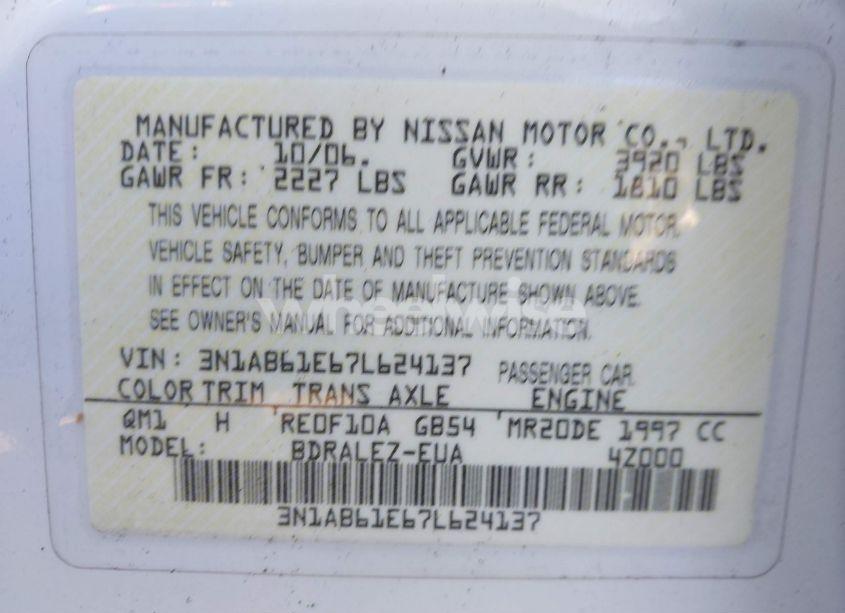 MANUFACTURED BY NISSAN MOTOR CO., LTD.
DATE: 10/06. GVWR: 3920 LBS
GAWR FR: 2227 LBS GAWR RR: 1810 LBS
THIS VEHICLE CONFORMS TO ALL APPLICABLE FEDERAL MOTOR
VEHICLE SAFETY, BUMPER AND THEFT PREVENTION STANDARDS
IN EFFECT ON THE DATE OF MANUFACTURE SHOWN ABOVE.
SEE OWNER'S MANUAL FOR ADDITIONAL INFORMATION.
wheelwise
VIN: 3N1AB61E67L624137 PASSENGER CAR
COLOR TRIM TRANS AXLE ENGINE
QM1 H RE0F10A GB54 MR20DE 1997 CC
MODEL: BDRALEZ-EUA 4Z000
3N1AB61E67L624137